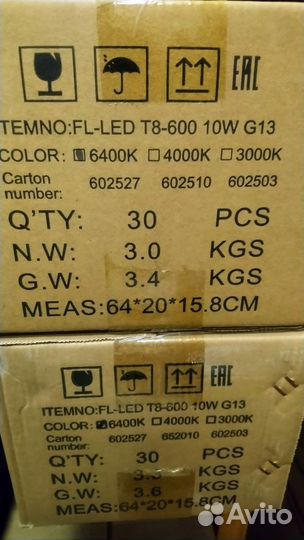 EAC
ITEMNO:FL-LED T8-600 10W G13
COLOR: 6400K 4000K 3000K
Carton number: 602527 602510 602503
Q'TY: 30 PCS
N.W: 3.0 KGS
G.W: 3.4 KGS
MEAS:64*20*15.8CM
EAC
ITEMNO:FL-LED T8-600 10W G13
COLOR: 6400K 4000K 3000K
Carton number: 602527 652010 602503
Q'TY: 30 PCS
N.W: 3.3 KGS
G.W: 3.6 KGS
MEAS:64*20*15.8CM
Avito